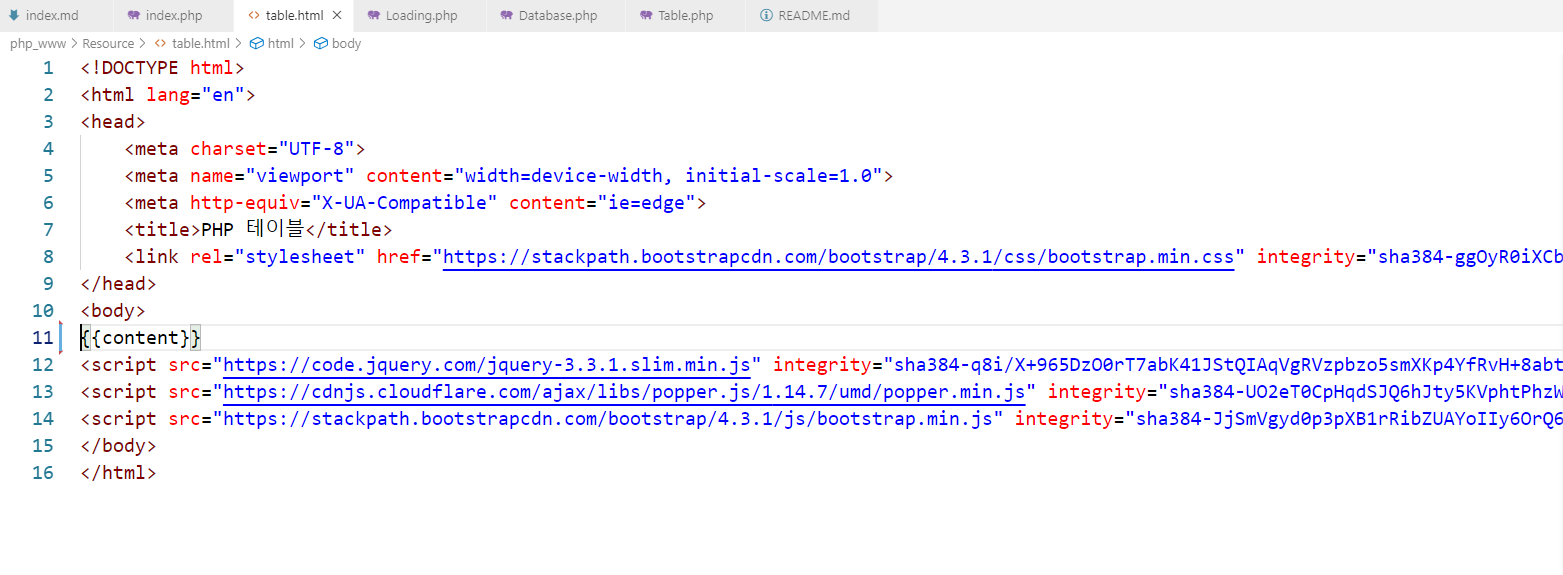 index.md index.php table.html Loading.php Database.php Table.php README.md
php_www > Resource > table.html > html > body
1 <!DOCTYPE html>
2 <html lang="en">
3 <head>
4 <meta charset="UTF-8">
5 <meta name="viewport" content="width=device-width, initial-scale=1.0">
6 <meta http-equiv="X-UA-Compatible" content="ie=edge">
7 <title>PHP 테이블</title>
8 <link rel="stylesheet" href="https://stackpath.bootstrapcdn.com/bootstrap/4.3.1/css/bootstrap.min.css" integrity="sha384-ggOyR0iXCb
9 </head>
10 <body>
11 {{content}}
12 <script src="https://code.jquery.com/jquery-3.3.1.slim.min.js" integrity="sha384-q8i/X+965DzO0rT7abK41JStQIAqVgRVzpbzo5smXKp4YfRvH+8abt
13 <script src="https://cdnjs.cloudflare.com/ajax/libs/popper.js/1.14.7/umd/popper.min.js" integrity="sha384-UO2eT0CpHqdSJQ6hJty5KVphtPhzW
14 <script src="https://stackpath.bootstrapcdn.com/bootstrap/4.3.1/js/bootstrap.min.js" integrity="sha384-JjSmVgyd0p3pXB1rRibZUAYoIIy6OrQ6
15 </body>
16 </html>